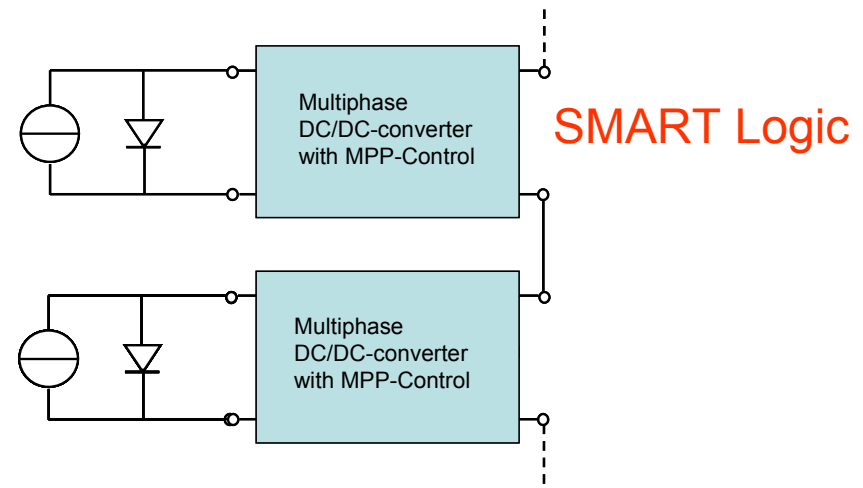 Multiphase
DC/DC-converter
with MPP-Control
SMART Logic
Multiphase
DC/DC-converter
with MPP-Control